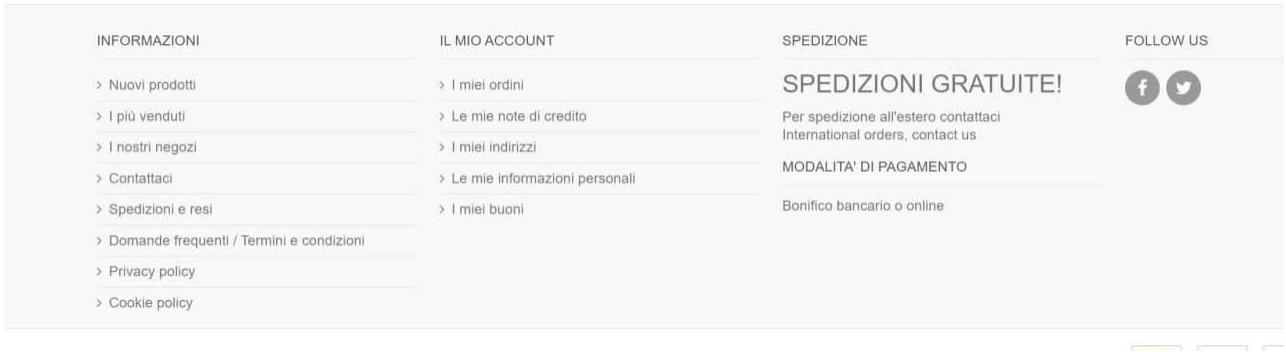 INFORMAZIONI
Nuovi prodotti
I più venduti
I nostri negozi
Contattaci
Spedizioni e resi
Domande frequenti / Termini e condizioni
Privacy policy
Cookie policy
IL MIO ACCOUNT
I miei ordini
Le mie note di credito
I miei indirizzi
Le mie informazioni personali
I miei buoni
SPEDIZIONE
SPEDIZIONI GRATUITE!
Per spedizione all'estero contattaci
International orders, contact us
MODALITA' DI PAGAMENTO
Bonifico bancario o online
FOLLOW US